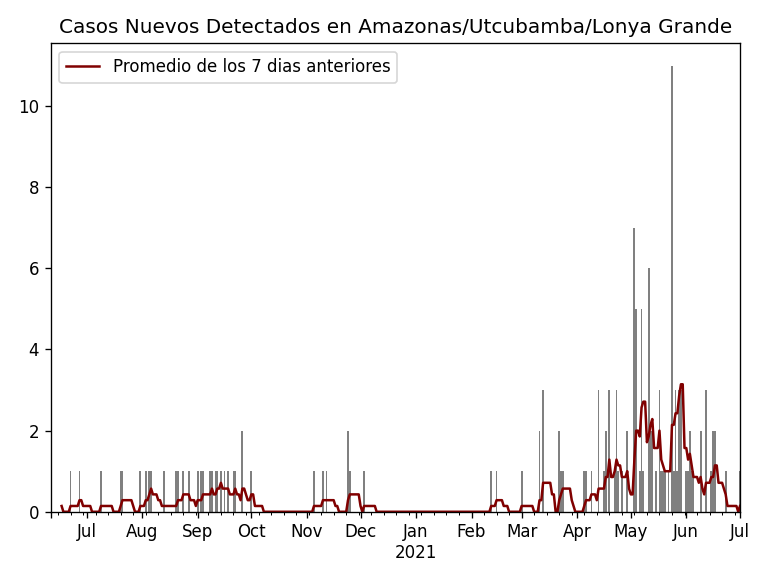 Casos Nuevos Detectados en Amazonas/Utcubamba/Lonya Grande
Promedio de los 7 dias anteriores
10
8
6
4
2
0
Jul Aug Sep Oct Nov Dec Jan Feb Mar Apr May Jun Jul
2021